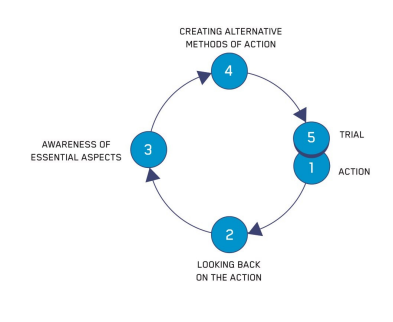 CREATING ALTERNATIVE
METHODS OF ACTION
4
5
TRIAL
1
ACTION
3
AWARENESS OF
ESSENTIAL ASPECTS
2
LOOKING BACK
ON THE ACTION